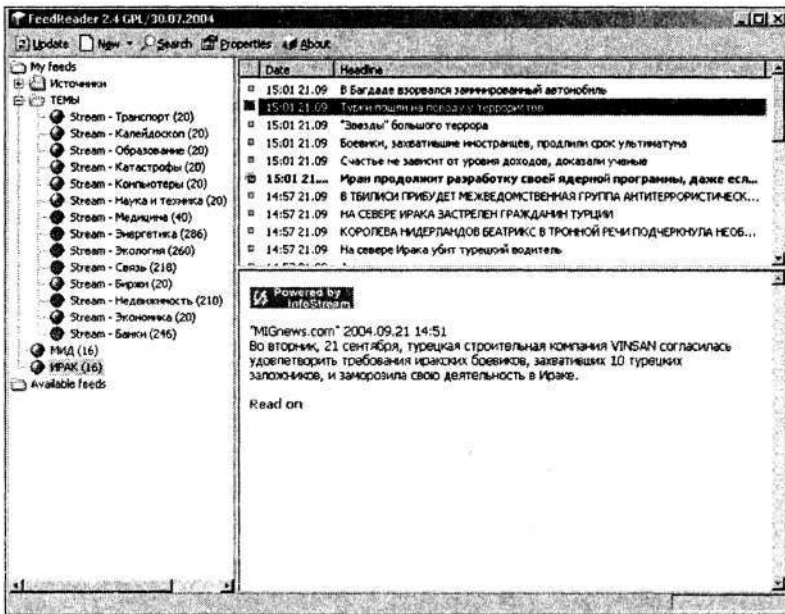 FeedReader 2.4 GPL/30.07.2004
Update New Search Properties About
My feeds
Источники
ТЕМЫ
Stream - Транспорт (20)
Stream - Калейдоскоп (20)
Stream - Образование (20)
Stream - Катастрофы (20)
Stream - Компьютеры (20)
Stream - Наука и техника (20)
Stream - Медицина (40)
Stream - Энергетика (286)
Stream - Экология (260)
Stream - Связь (218)
Stream - Биржи (20)
Stream - Недвижимость (210)
Stream - Экономика (20)
Stream - Банки (246)
МИД (16)
ИРАК (16)
Available feeds
Date Headline
15:01 21.09 В Багдаде взорвался заминированный автомобиль
15:01 21.09 Турки пошли на поводу у террористов
15:01 21.09 "Звезды" большого террора
15:01 21.09 Боевики, захватившие иностранцев, продлили срок ультиматума
15:01 21.09 Счастье не зависит от уровня доходов, доказали ученые
15:01 21.... Иран продолжит разработку своей ядерной программы, даже есл...
14:57 21.09 В ТБИЛИСИ ПРИБУДЕТ МЕЖВЕДОМСТВЕННАЯ ГРУППА АНТИТЕРРОРИСТИЧЕСК...
14:57 21.09 НА СЕВЕРЕ ИРАКА ЗАСТРЕЛЕН ГРАЖДАНИН ТУРЦИИ
14:57 21.09 КОРОЛЕВА НИДЕРЛАНДОВ БЕАТРИКС В ТРОННОЙ РЕЧИ ПОДЧЕРКНУЛА НЕОБ...
14:57 21.09 На севере Ирака убит турецкий водитель
Powered by
InfoStream
"MIGnews.com" 2004.09.21 14:51
Во вторник, 21 сентября, турецкая строительная компания VINSAN согласилась
удовлетворить требования иракских боевиков, захвативших 10 турецких
заложников, и заморозила свою деятельность в Ираке.
Read on